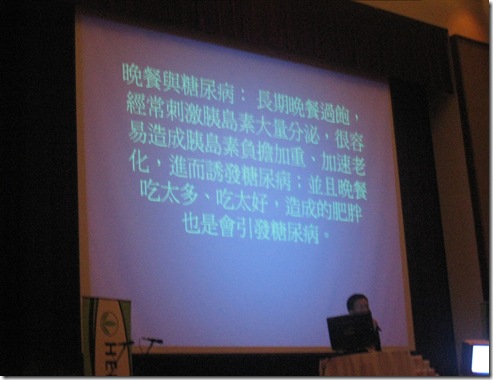 晚餐與糖尿病：長期晚餐過飽，
經常刺激胰島素大量分泌，很容
易造成胰島素負擔加重、加速老
化，進而誘發糖尿病；並且晚餐
吃太多、吃太好，造成的肥胖
也是會引發糖尿病。